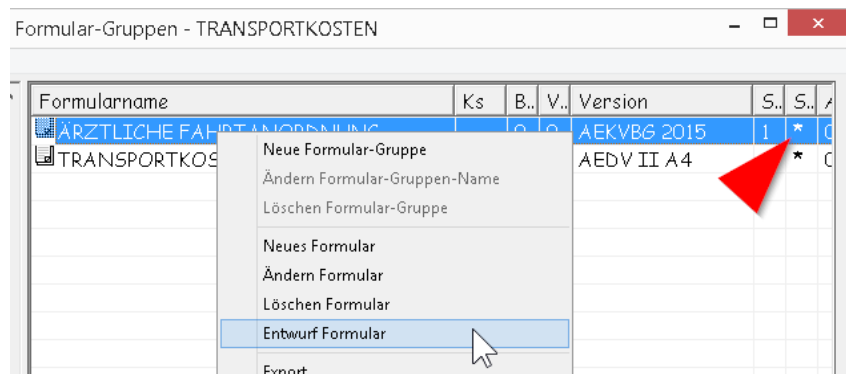 Formular-Gruppen - TRANSPORTKOSTEN
Formularname Ks B.. V.. Version S.. S..
ÄRZTLICHE FAHRTANORDNUNG AEKVBG 2015 1 *
TRANSPORTKOS AEDV II A4 *
Neue Formular-Gruppe
Ändern Formular-Gruppen-Name
Löschen Formular-Gruppe
Neues Formular
Ändern Formular
Löschen Formular
Entwurf Formular
Export